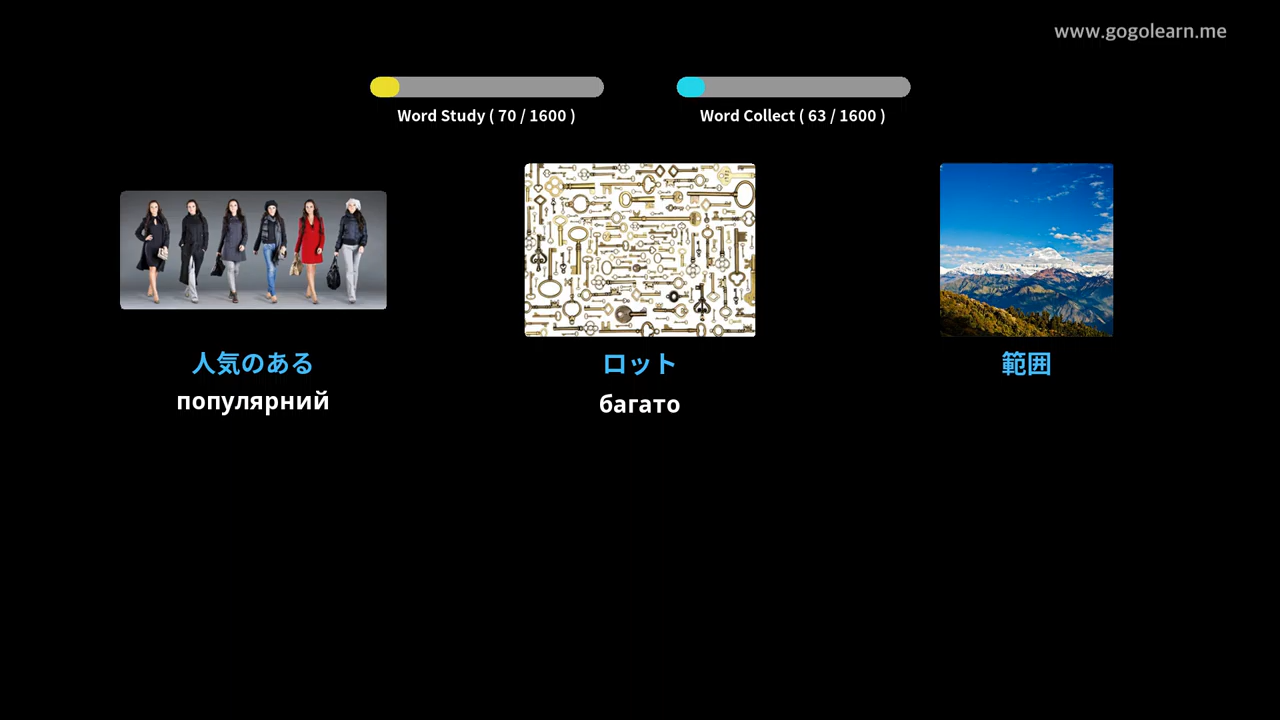 www.gogolearn.me
Word Study ( 70 / 1600 )
Word Collect ( 63 / 1600 )
人気のある
популярний
ロット
багато
範囲